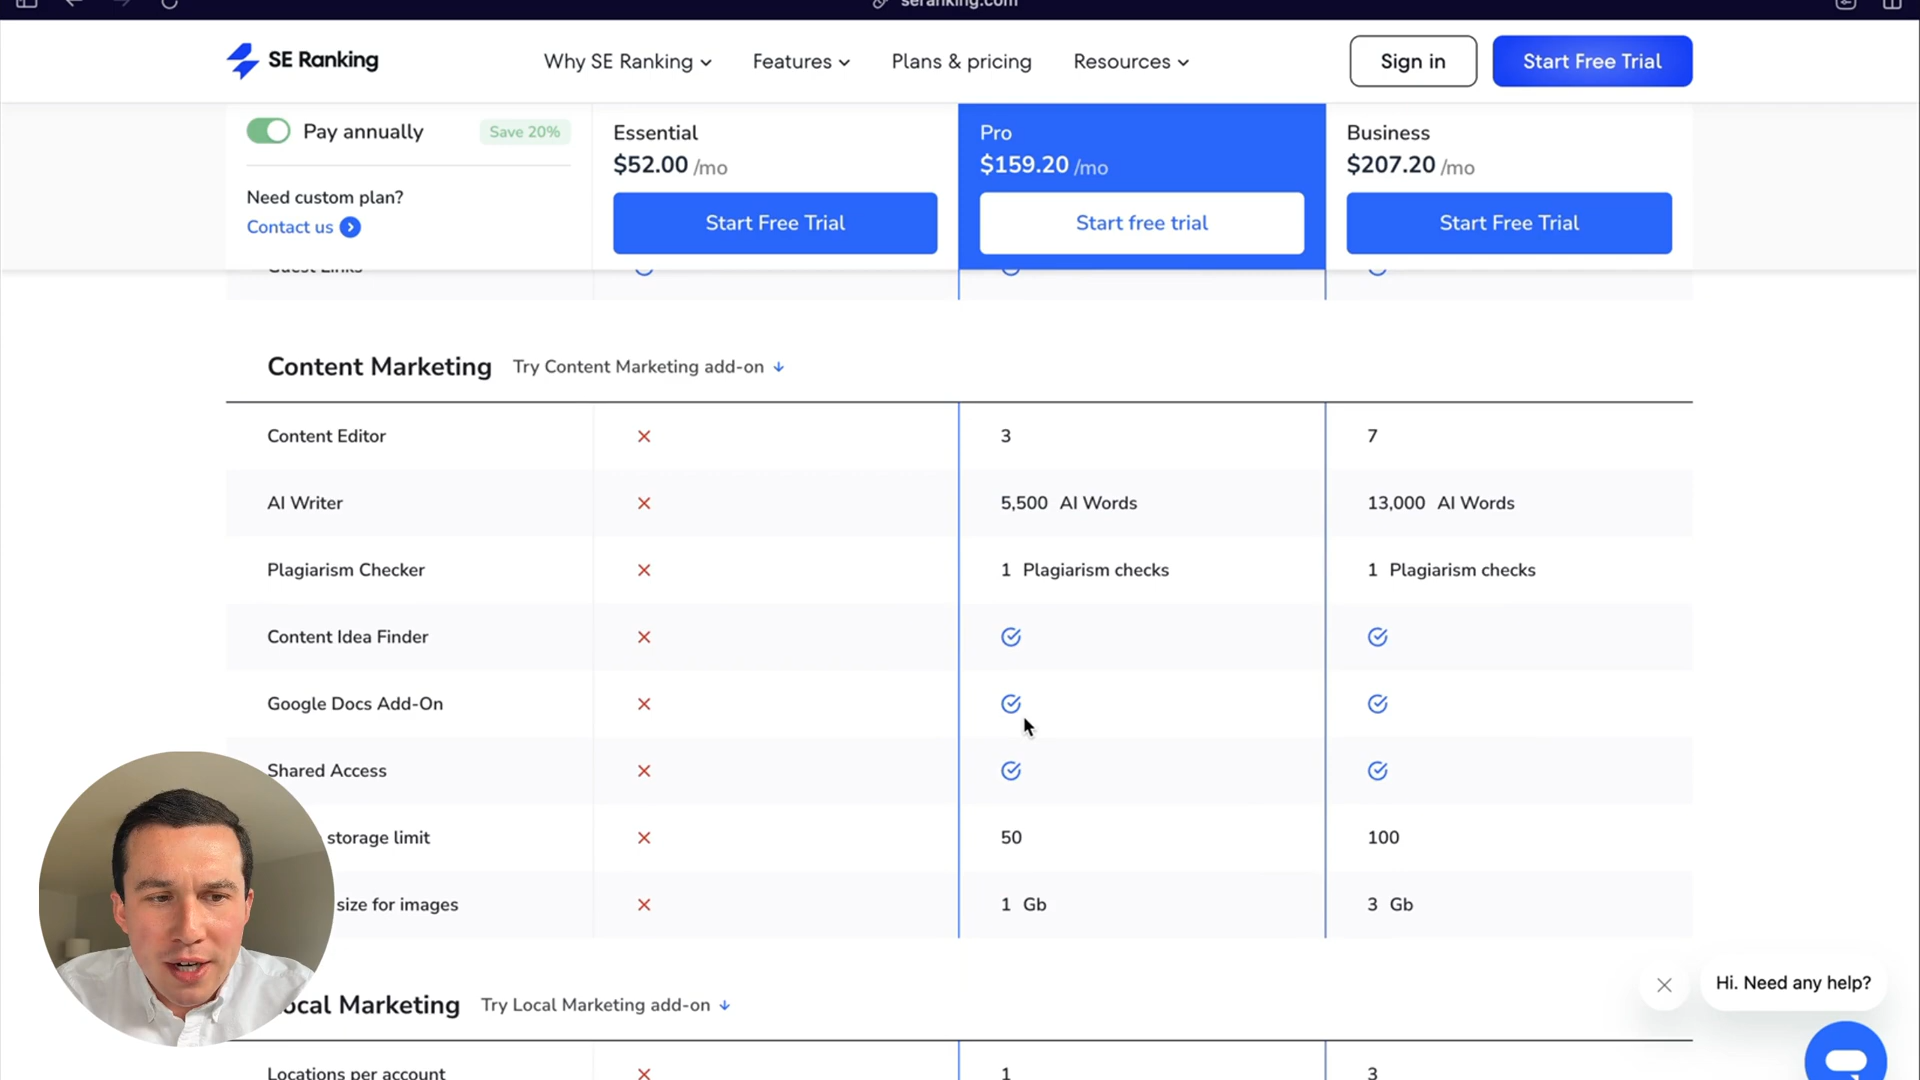 seranking.com
SE Ranking
Why SE Ranking
Features
Plans & pricing
Resources
Sign in
Start Free Trial
Pay annually
Save 20%
Need custom plan?
Contact us
Essential
$52.00 /mo
Start Free Trial
Pro
$159.20 /mo
Start free trial
Business
$207.20 /mo
Start Free Trial
Guest Links
Content Marketing Try Content Marketing add-on
Content Editor 3 7
AI Writer 5,500 AI Words 13,000 AI Words
Plagiarism Checker 1 Plagiarism checks 1 Plagiarism checks
Content Idea Finder
Google Docs Add-On
Shared Access
storage limit 50 100
size for images 1 Gb 3 Gb
ocal Marketing Try Local Marketing add-on
Locations per account 1 3
Hi. Need any help?